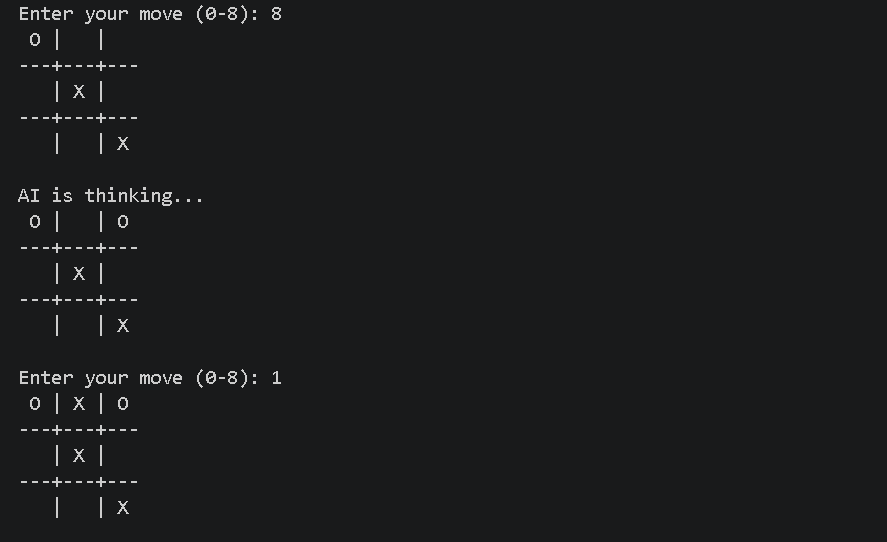 Enter your move (0-8): 8
 O |   |
---+---+---
   | X |
---+---+---
   |   | X
AI is thinking...
 O |   | O
---+---+---
   | X |
---+---+---
   |   | X
Enter your move (0-8): 1
 O | X | O
---+---+---
   | X |
---+---+---
   |   | X